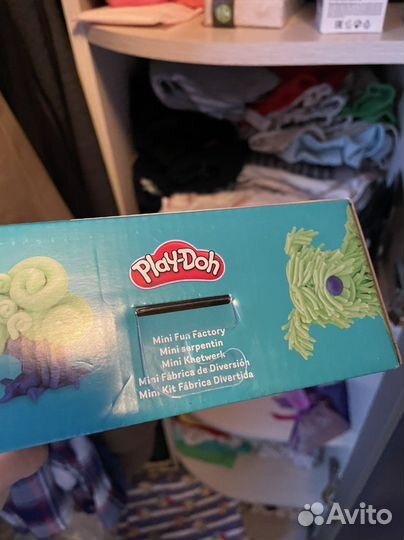 Play-Doh
Mini Fun Factory
Mini serpentin
Mini Knetwerk
Mini Fábrica de Diversión
Mini Kit Fábrica Divertida
Avito